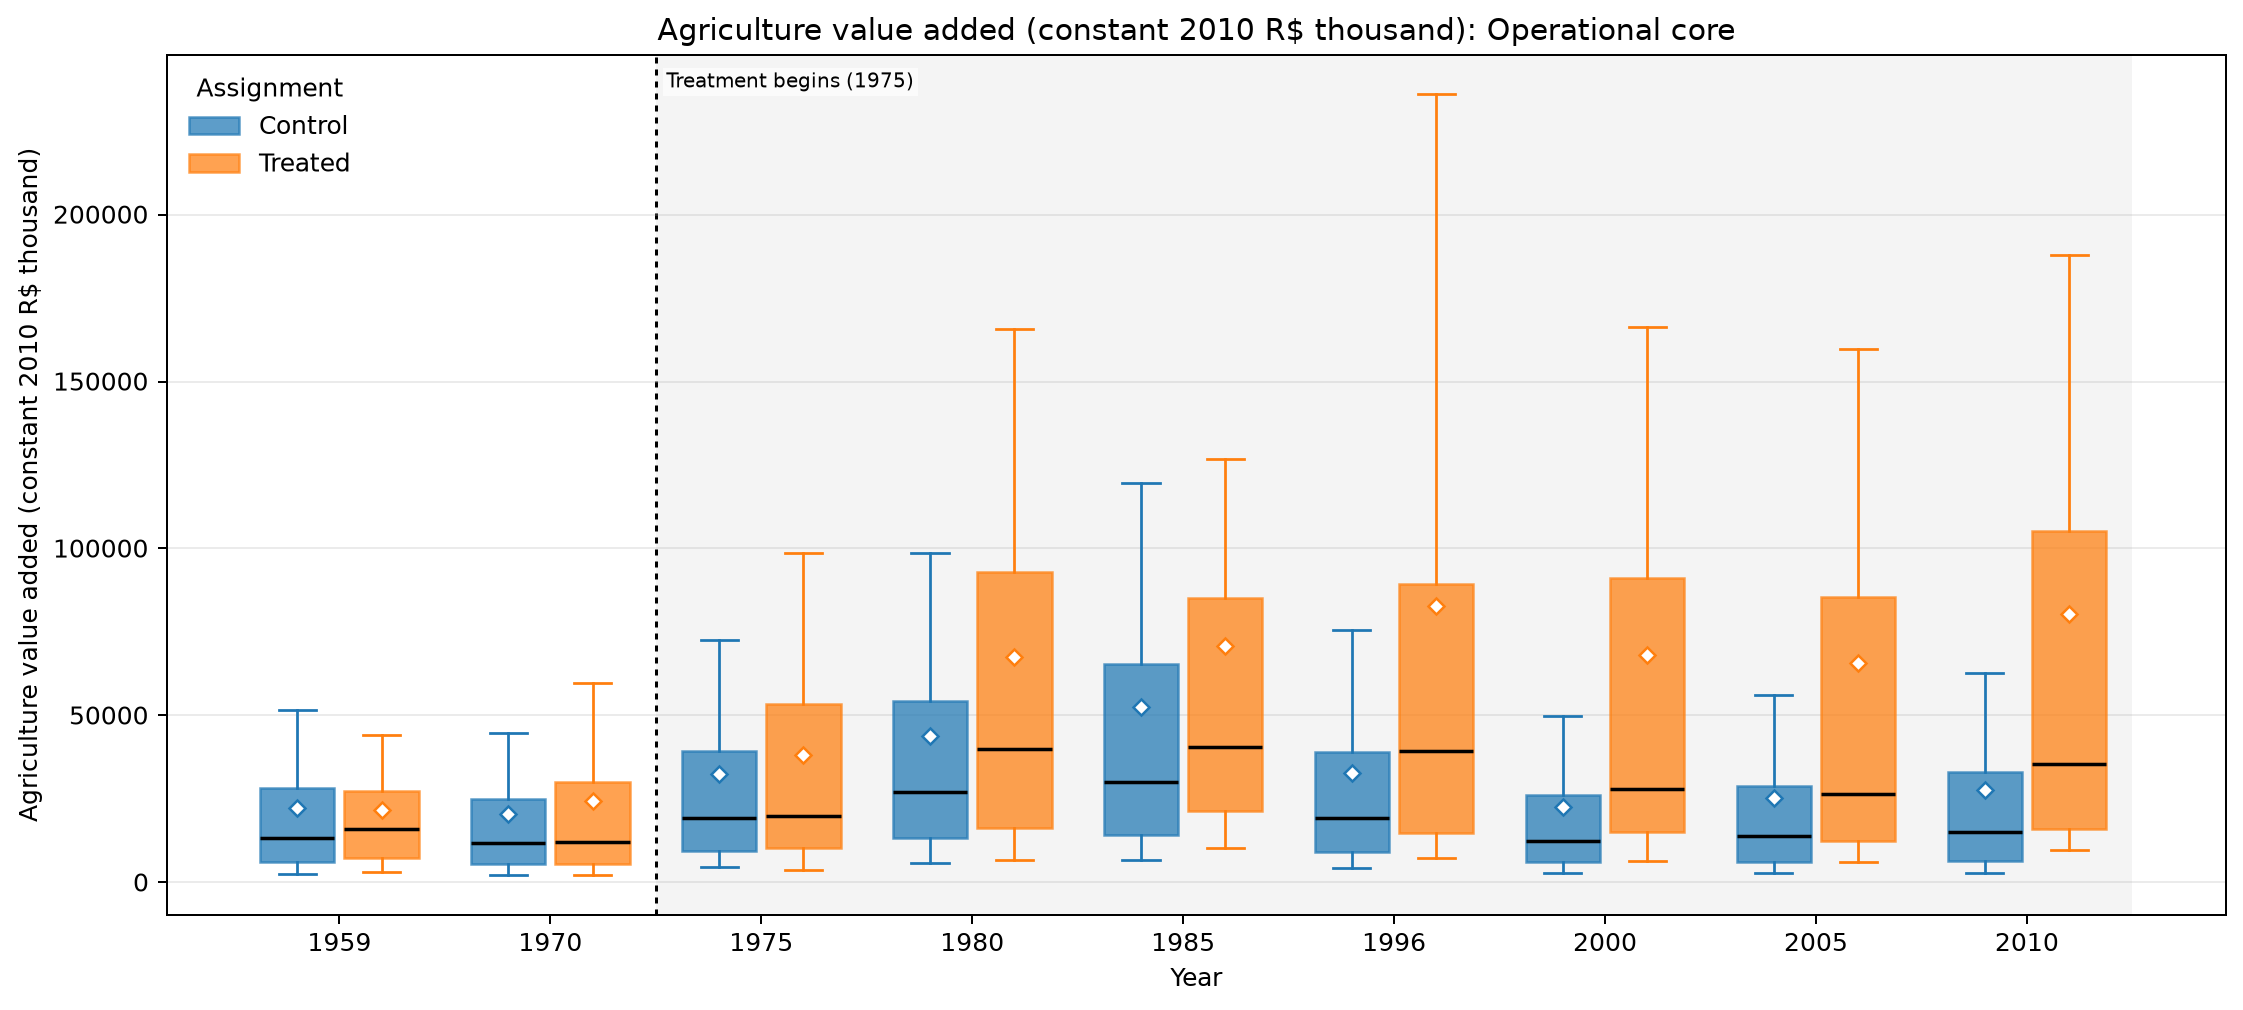 Agriculture value added (constant 2010 R$ thousand): Operational core
Treatment begins (1975)
Assignment
Control
Treated
Agriculture value added (constant 2010 R$ thousand)
200000
150000
100000
50000
0
1959 1970 1975 1980 1985 1996 2000 2005 2010
Year